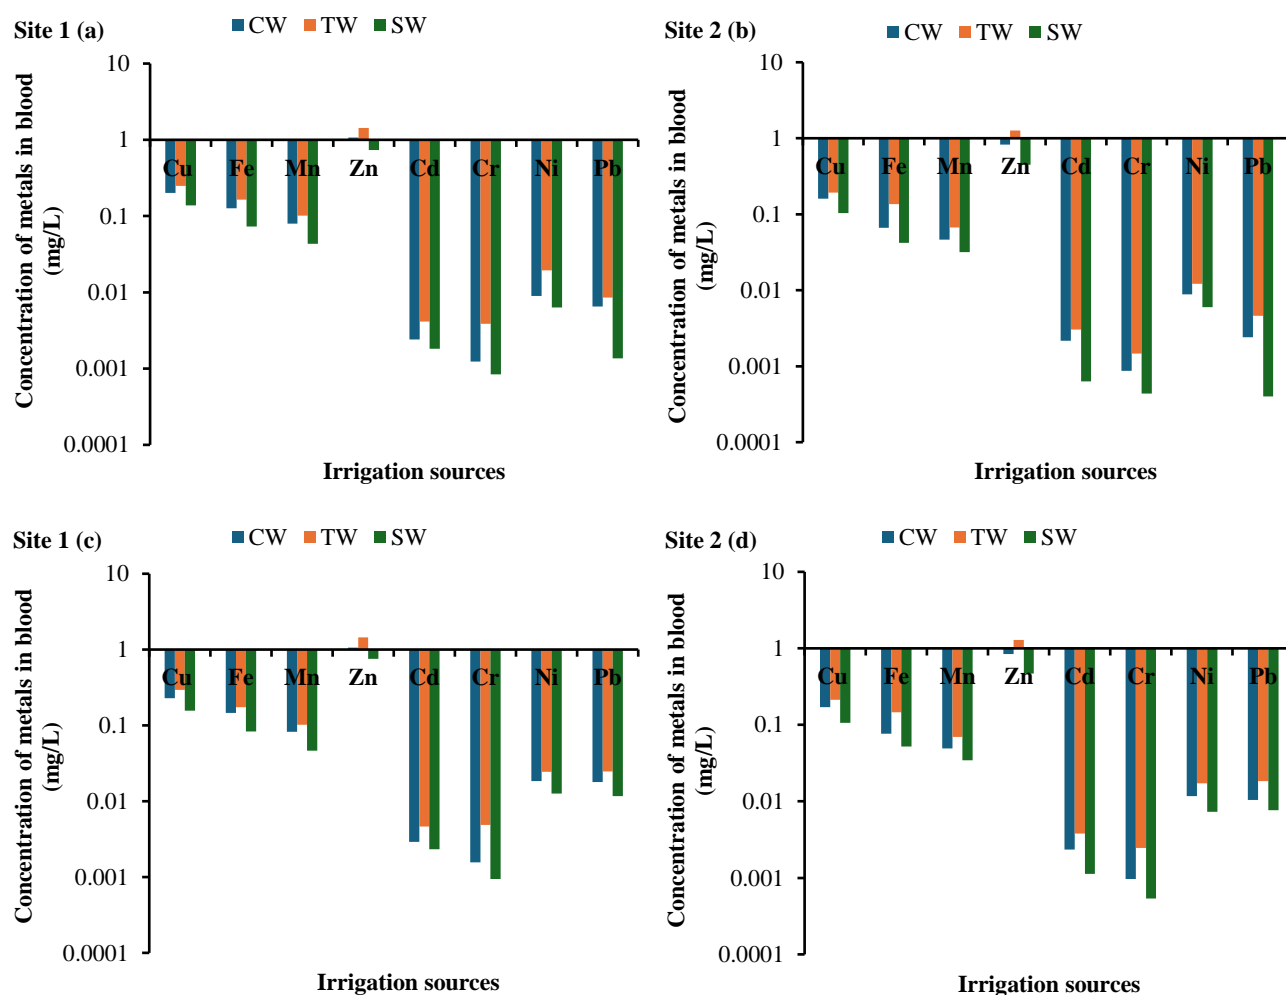 Site 1 (a)
CW TW SW
Concentration of metals in blood
(mg/L)
10
1
0.1
0.01
0.001
0.0001
Cu Fe Mn Zn Cd Cr Ni Pb
Irrigation sources
Site 2 (b)
CW TW SW
Concentration of metals in blood
(mg/L)
10
1
0.1
0.01
0.001
0.0001
Cu Fe Mn Zn Cd Cr Ni Pb
Irrigation sources
Site 1 (c)
CW TW SW
Concentration of metals in blood
(mg/L)
10
1
0.1
0.01
0.001
0.0001
Cu Fe Mn Zn Cd Cr Ni Pb
Irrigation sources
Site 2 (d)
CW TW SW
Concentration of metals in blood
(mg/L)
10
1
0.1
0.01
0.001
0.0001
Cu Fe Mn Zn Cd Cr Ni Pb
Irrigation sources